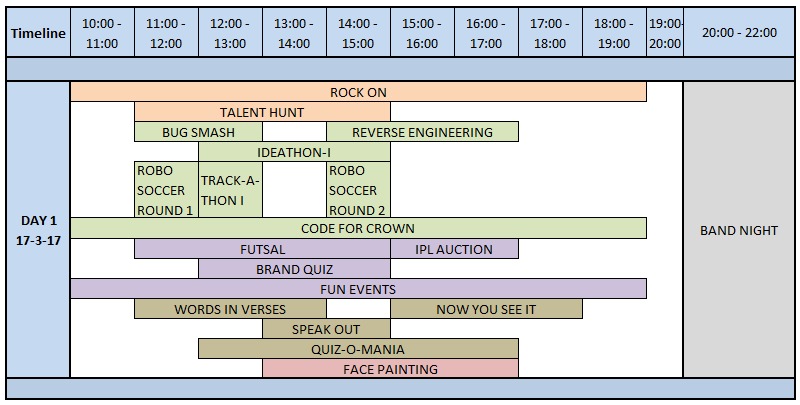 Timeline
10:00 - 11:00
11:00 - 12:00
12:00 - 13:00
13:00 - 14:00
14:00 - 15:00
15:00 - 16:00
16:00 - 17:00
17:00 - 18:00
18:00 - 19:00
19:00- 20:00
20:00 - 22:00
DAY 1
17-3-17
ROCK ON
TALENT HUNT
BUG SMASH
REVERSE ENGINEERING
IDEATHON-I
ROBO
SOCCER
ROUND 1
TRACK-A-
THON I
ROBO
SOCCER
ROUND 2
CODE FOR CROWN
FUTSAL
IPL AUCTION
BRAND QUIZ
FUN EVENTS
WORDS IN VERSES
NOW YOU SEE IT
SPEAK OUT
QUIZ-O-MANIA
FACE PAINTING
BAND NIGHT